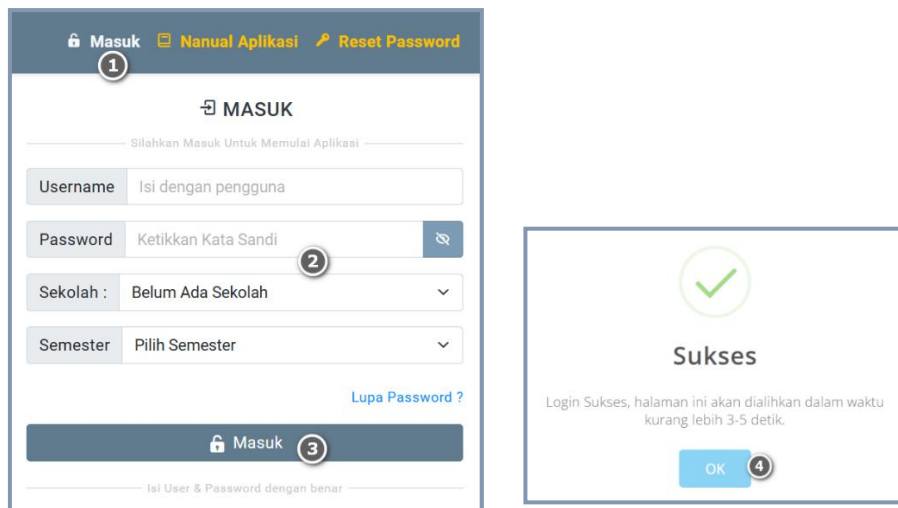 Masuk Nanual Aplikasi Reset Password
1
MASUK
Silahkan Masuk Untuk Memulai Aplikasi
Username Isi dengan pengguna
Password Ketikkan Kata Sandi
2
Sekolah : Belum Ada Sekolah
Semester Pilih Semester
Lupa Password ?
Masuk 3
Isi User & Password dengan benar
Sukses
Login Sukses, halaman ini akan dialihkan dalam waktu
kurang lebih 3-5 detik.
OK 4